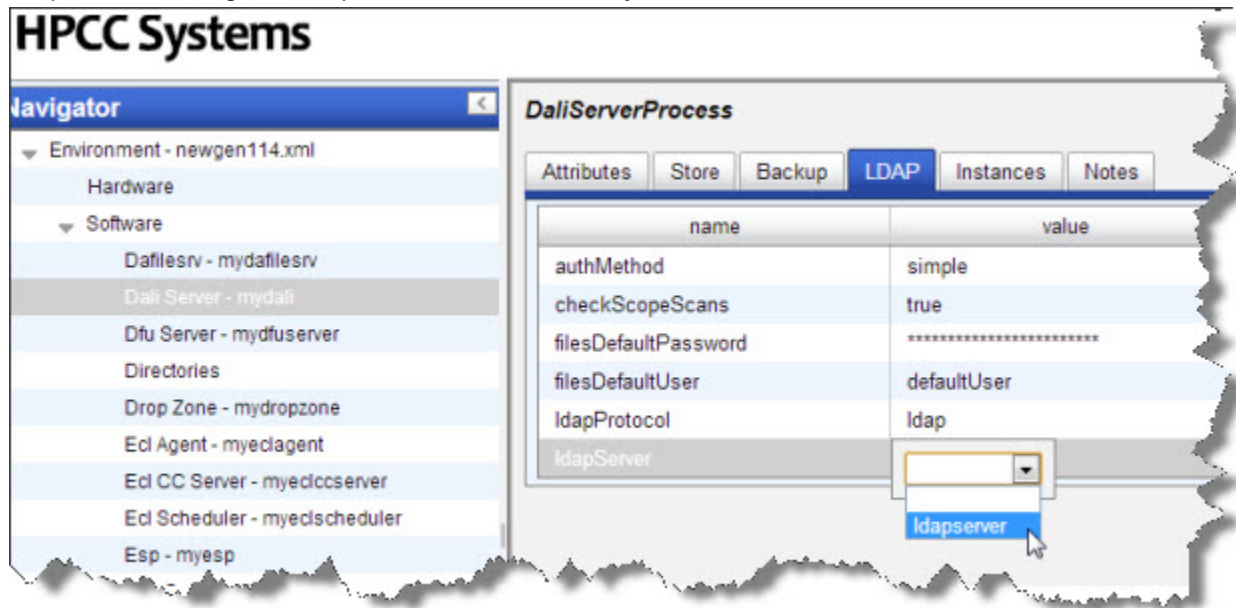 HPCC Systems
Navigator
Environment - newgen114.xml
Hardware
Software
Dafilesrv - mydafilesrv
Dali Server - mydali
Dfu Server - mydfuserver
Directories
Drop Zone - mydropzone
Ecl Agent - myeclagent
Ecl CC Server - myeclccserver
Ecl Scheduler - myeclscheduler
Esp - myesp
DaliServerProcess
Attributes Store Backup LDAP Instances Notes
name value
authMethod simple
checkScopeScans true
filesDefaultPassword ************************
filesDefaultUser defaultUser
ldapProtocol ldap
ldapServer
ldapserver